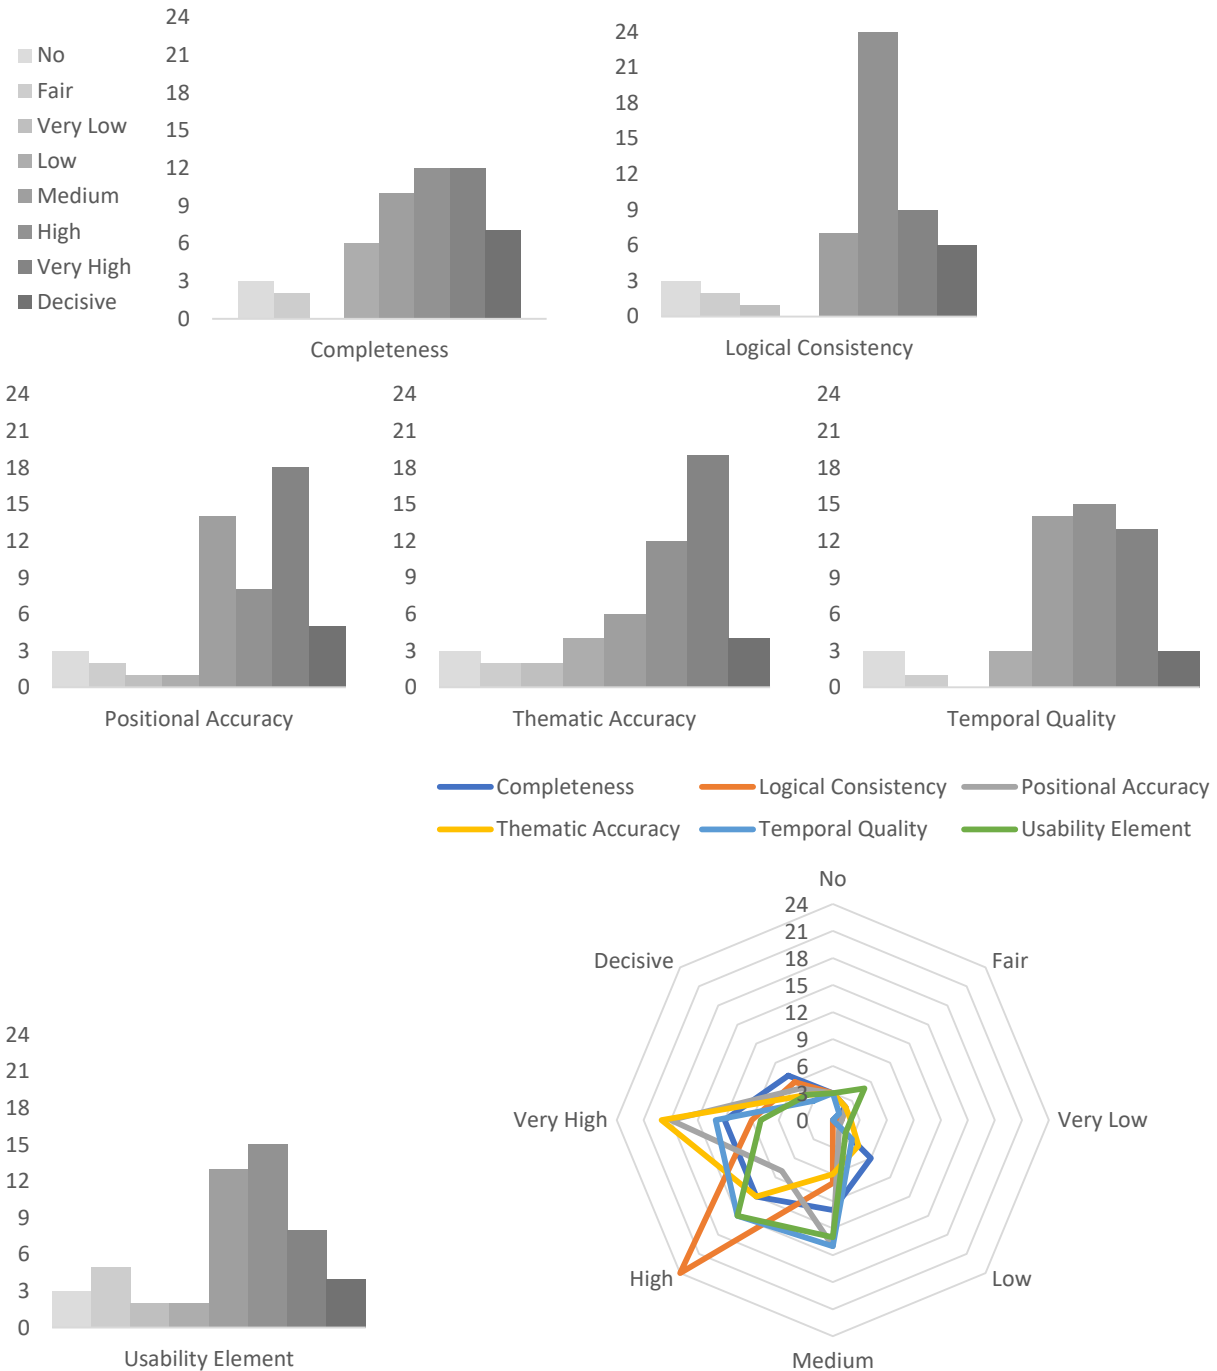 No
Fair
Very Low
Low
Medium
High
Very High
Decisive
24
21
18
15
12
9
6
3
0
Completeness
24
21
18
15
12
9
6
3
0
Logical Consistency
24
21
18
15
12
9
6
3
0
Positional Accuracy
24
21
18
15
12
9
6
3
0
Thematic Accuracy
24
21
18
15
12
9
6
3
0
Temporal Quality
24
21
18
15
12
9
6
3
0
Usability Element
Completeness Logical Consistency Positional Accuracy
Thematic Accuracy Temporal Quality Usability Element
No
Fair
Very Low
Low
Medium
High
Very High
Decisive
24
21
18
15
12
9
6
3
0